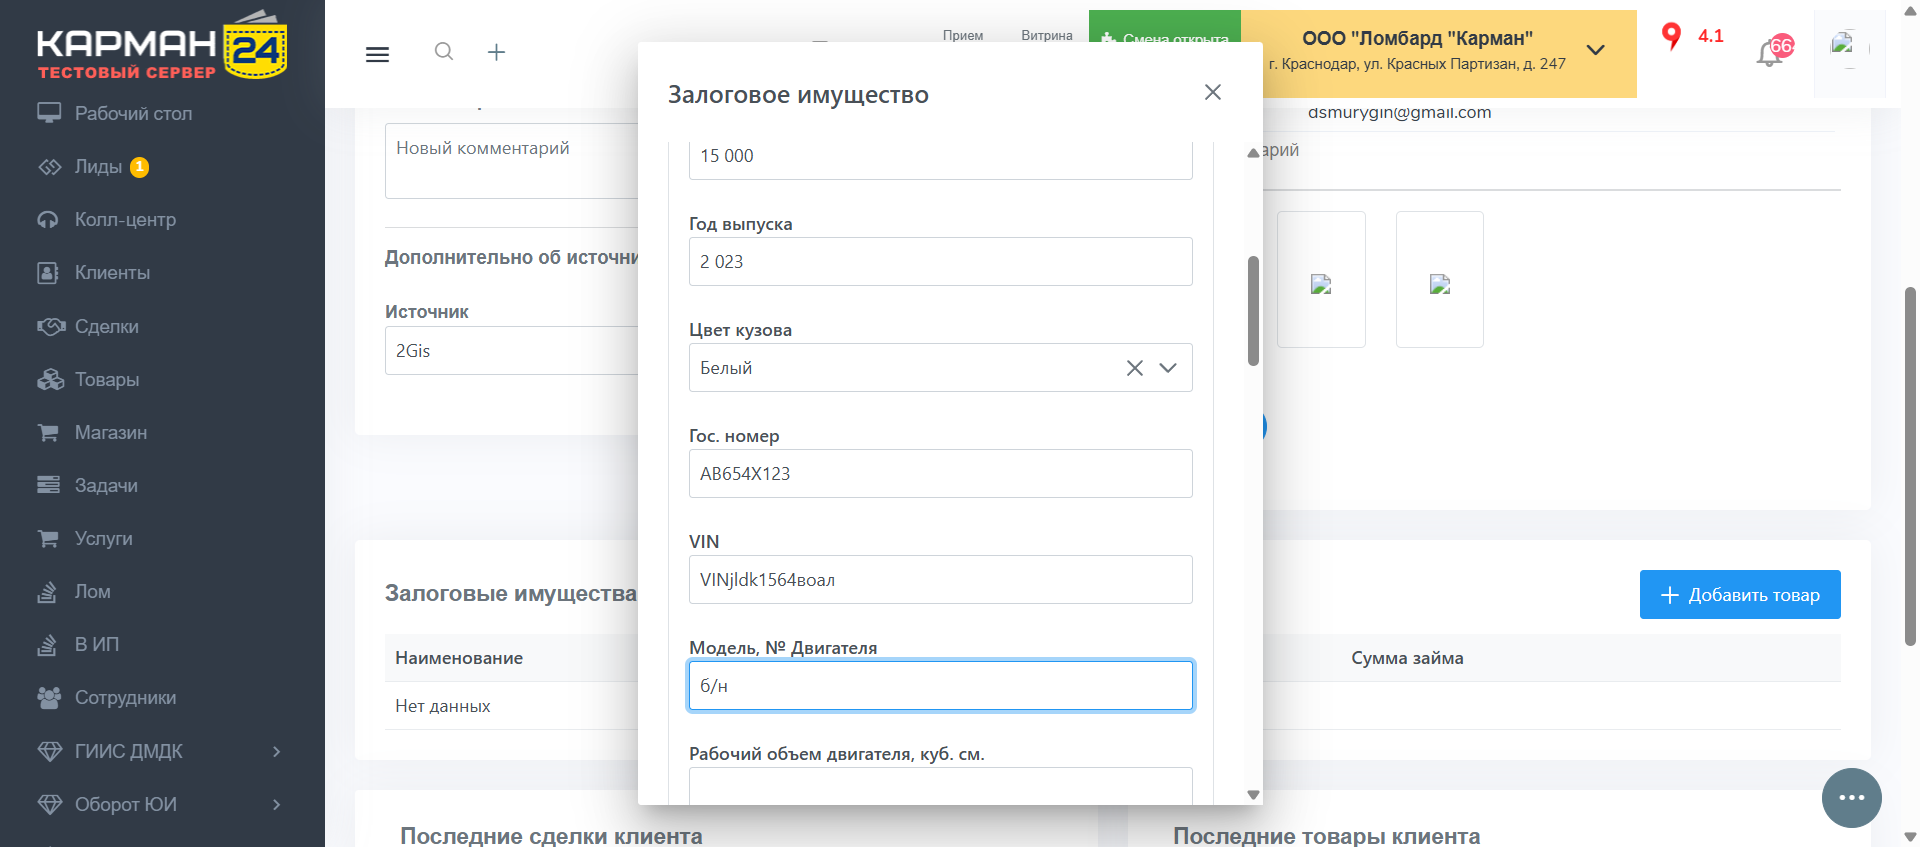 КАРМАН 24
ТЕСТОВЫЙ СЕРВЕР
Рабочий стол
Лиды 1
Колл-центр
Клиенты
Сделки
Товары
Магазин
Задачи
Услуги
Лом
В ИП
Сотрудники
ГИИС ДМДК
Оборот ЮИ
Прием
Витрина
Смена открыта
ООО "Ломбард "Карман"
г. Краснодар, ул. Красных Партизан, д. 247
4.1
66
dsmurygin@gmail.com
арий
Новый комментарий
Дополнительно об источни
Источник
2Gis
Залоговое имущество
15 000
Год выпуска
2 023
Цвет кузова
Белый
Гос. номер
АВ654Х123
VIN
VINjldk1564воал
Модель, № Двигателя
б/н
Рабочий объем двигателя, куб. см.
Залоговые имущества
Добавить товар
Наименование
Сумма займа
Нет данных
Последние сделки клиента
Последние товары клиента